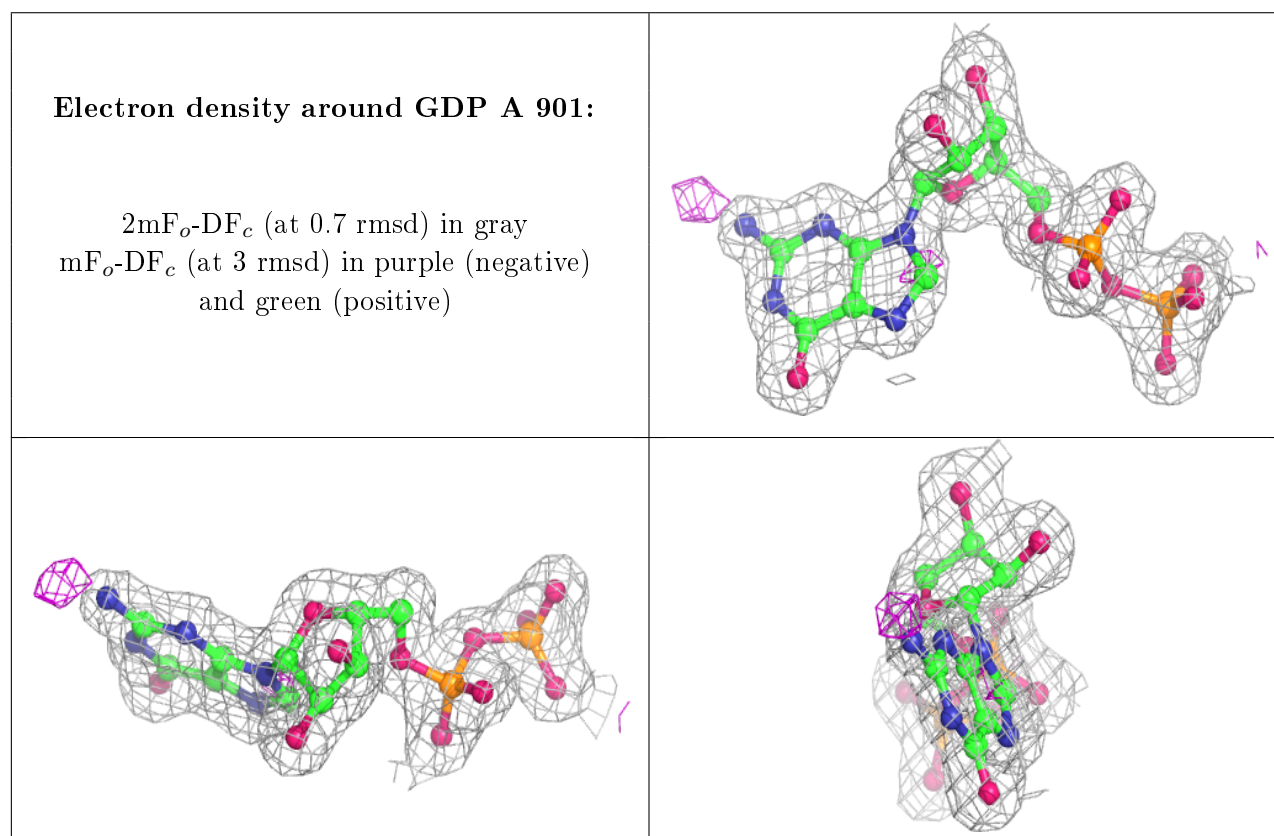 Electron density around GDP A 901:
2mFo-DFc (at 0.7 rmsd) in gray
mFo-DFc (at 3 rmsd) in purple (negative)
and green (positive)